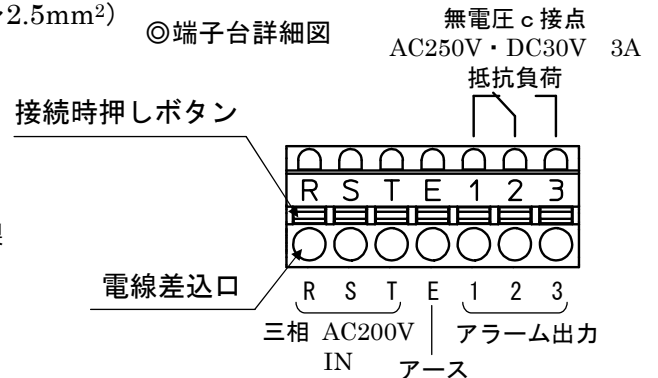 2.5mm²)
◎端子台詳細図
無電圧c接点
AC250V・DC30V 3A
抵抗負荷
接続時押しボタン
R S T E 1 2 3
電線差込口
R S T E 1 2 3
三相 AC200V
IN
アース
アラーム出力